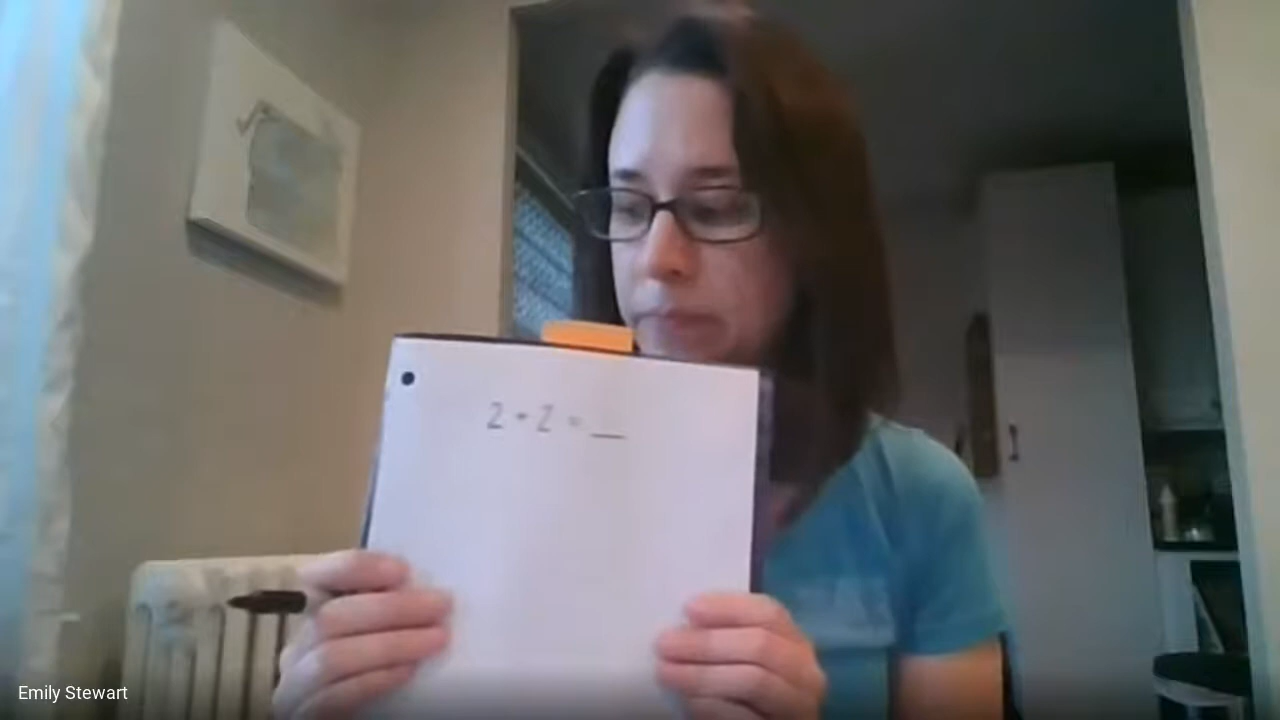 2 + 2 = __
Emily Stewart